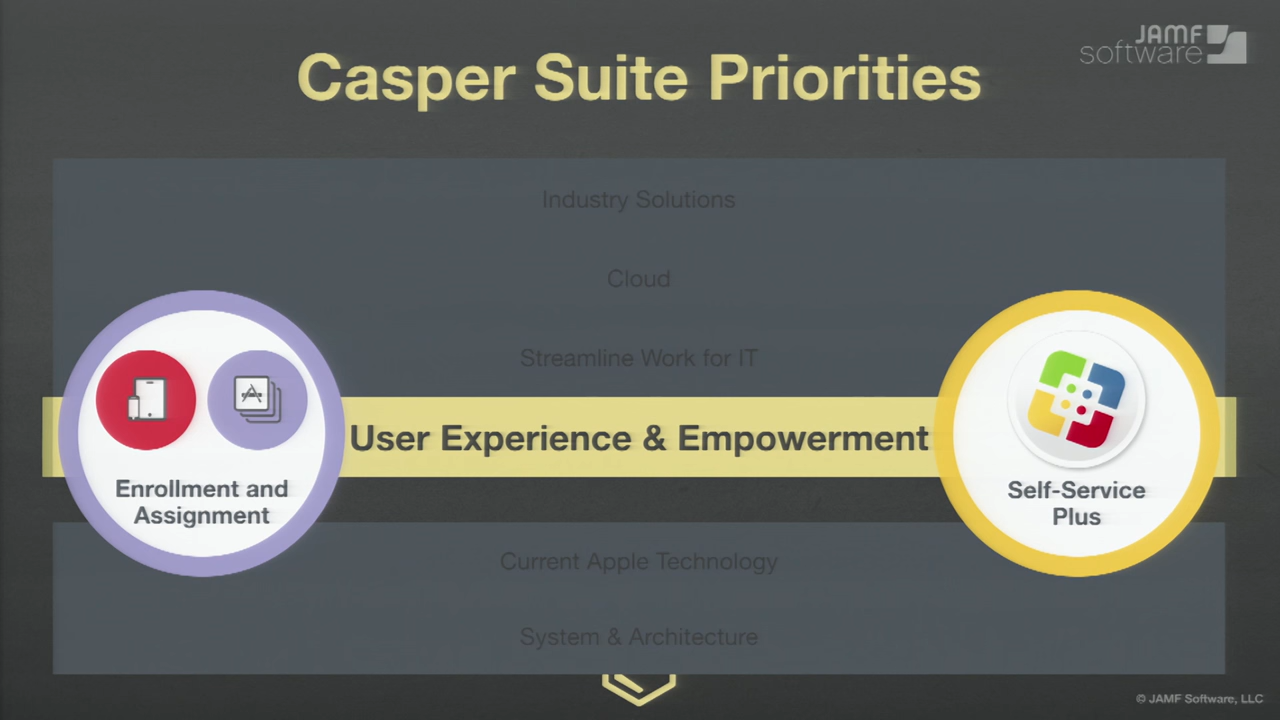 JAMF
software
Casper Suite Priorities
Industry Solutions
Cloud
Streamline Work for IT
User Experience & Empowerment
Enrollment and
Assignment
Self-Service
Plus
Current Apple Technology
System & Architecture
© JAMF Software, LLC